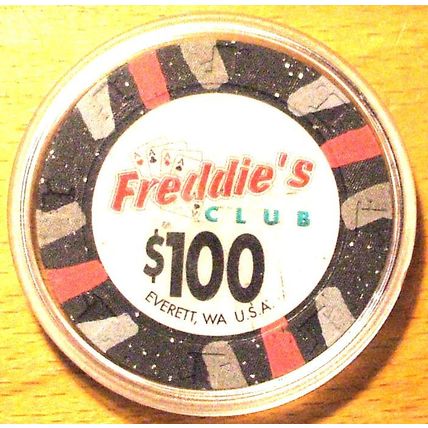 Freddie's
CLUB
$100
EVERETT, WA U.S.A.